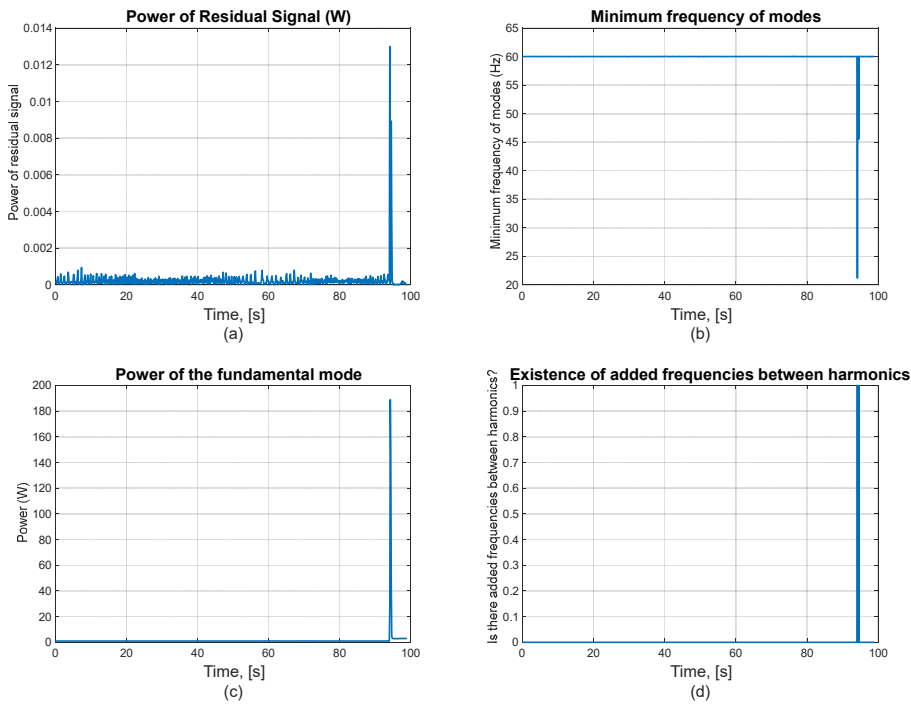 Power of Residual Signal (W)
Power of residual signal
0.014
0.012
0.01
0.008
0.006
0.004
0.002
0
0 20 40 60 80 100
Time, [s]
(a)
Minimum frequency of modes
Minimum frequency of modes (Hz)
65
60
55
50
45
40
35
30
25
20
0 20 40 60 80 100
Time, [s]
(b)
Power of the fundamental mode
Power (W)
200
180
160
140
120
100
80
60
40
20
0
0 20 40 60 80 100
Time, [s]
(c)
Existence of added frequencies between harmonics
Is there added frequencies between harmonics?
1
0.9
0.8
0.7
0.6
0.5
0.4
0.3
0.2
0.1
0
0 20 40 60 80 100
Time, [s]
(d)